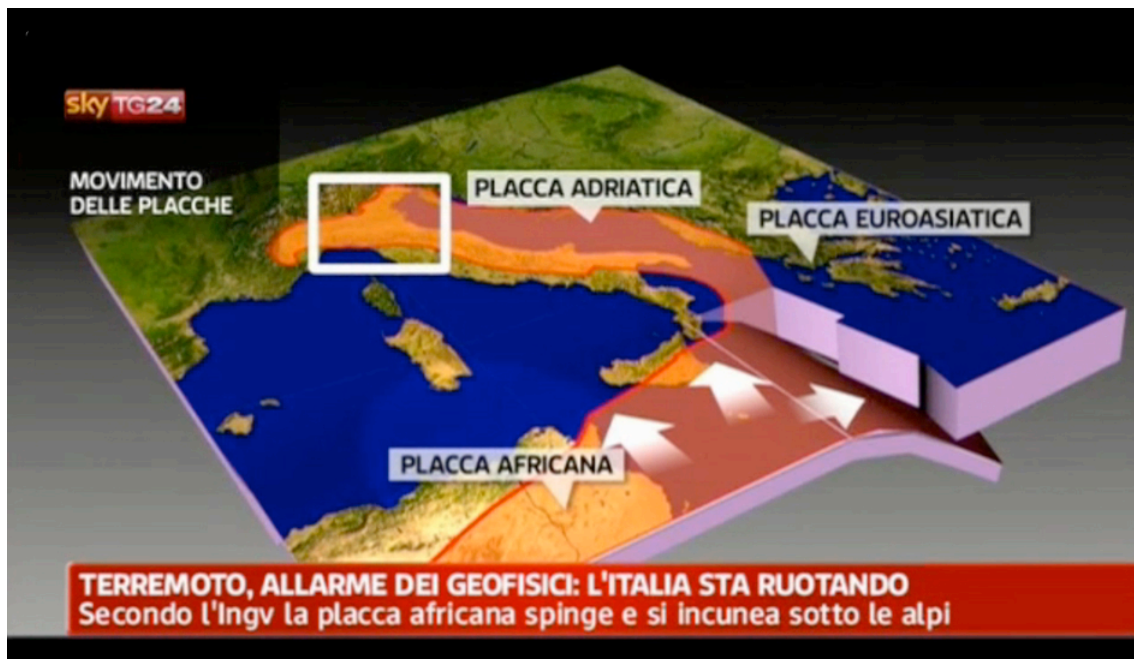 sky TG24
MOVIMENTO
DELLE PLACCHE
PLACCA ADRIATICA
PLACCA EUROASIATICA
PLACCA AFRICANA
TERREMOTO, ALLARME DEI GEOFISICI: L'ITALIA STA RUOTANDO
Secondo l'Ingv la placca africana spinge e si incunea sotto le alpi